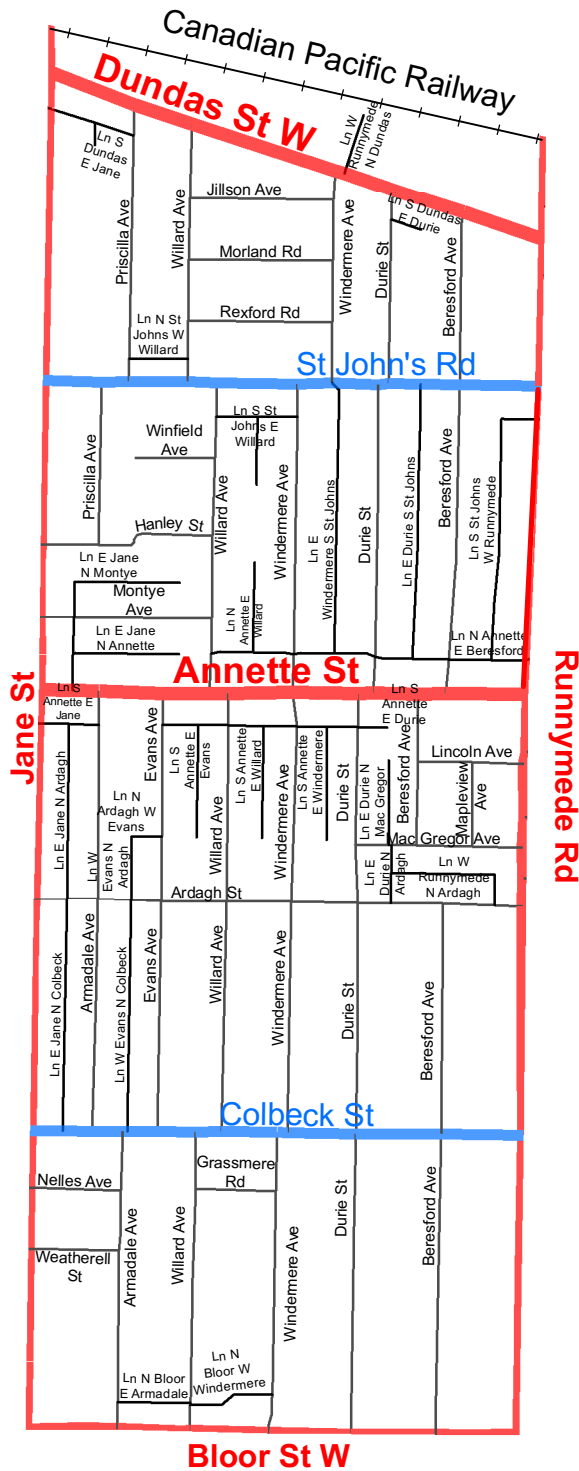 Canadian Pacific Railway
Dundas St W
Ln W
Runnymede
N Dundas
Ln S
Dundas
E Jane
Priscilla Ave
Willard Ave
Jillson Ave
Morland Rd
Rexford Rd
Windermere Ave
Durie St
Ln S Dundas
E Durie
Beresford Ave
Ln N St
Johns W
Willard
St John's Rd
Priscilla Ave
Winfield
Ave
Ln S St
Johns E
Willard
Willard Ave
Windermere Ave
Ln E
Windermere S St Johns
Durie St
Ln E Durie S St Johns
Beresford Ave
Ln S St Johns
W Runnymede
Hanley St
Ln E Jane
N Montye
Montye
Ave
Ln E Jane
N Annette
Ln N
Annette E
Willard
Ln N Annette
E Beresford
Annette St
Jane St
Runnymede Rd
Ln S
Annette E
Jane
Ln S
Annette
E Durie
Ln E Jane N Ardagh
Evans Ave
Ln S
Annette E
Evans
Willard Ave
Ln S Annette
E Willard
Windermere Ave
Ln S Annette
E Windermere
Durie St
Ln E Durie N
Mac Gregor
Beresford Ave
Lincoln Ave
Mapleview
Ave
Mac Gregor Ave
Ln N
Ardagh W
Evans
Ln W
Evans N
Ardagh
Ln E
Durie N
Ardagh
Ln W
Runnymede
N Ardagh
Ardagh St
Ln E Jane N Colbeck
Armadale Ave
Ln W Evans N Colbeck
Evans Ave
Willard Ave
Windermere Ave
Durie St
Beresford Ave
Colbeck St
Nelles Ave
Grassmere
Rd
Weatherell
St
Armadale Ave
Willard Ave
Windermere Ave
Durie St
Beresford Ave
Ln N Bloor
E Armadale
Ln N
Bloor W
Windermere
Bloor St W